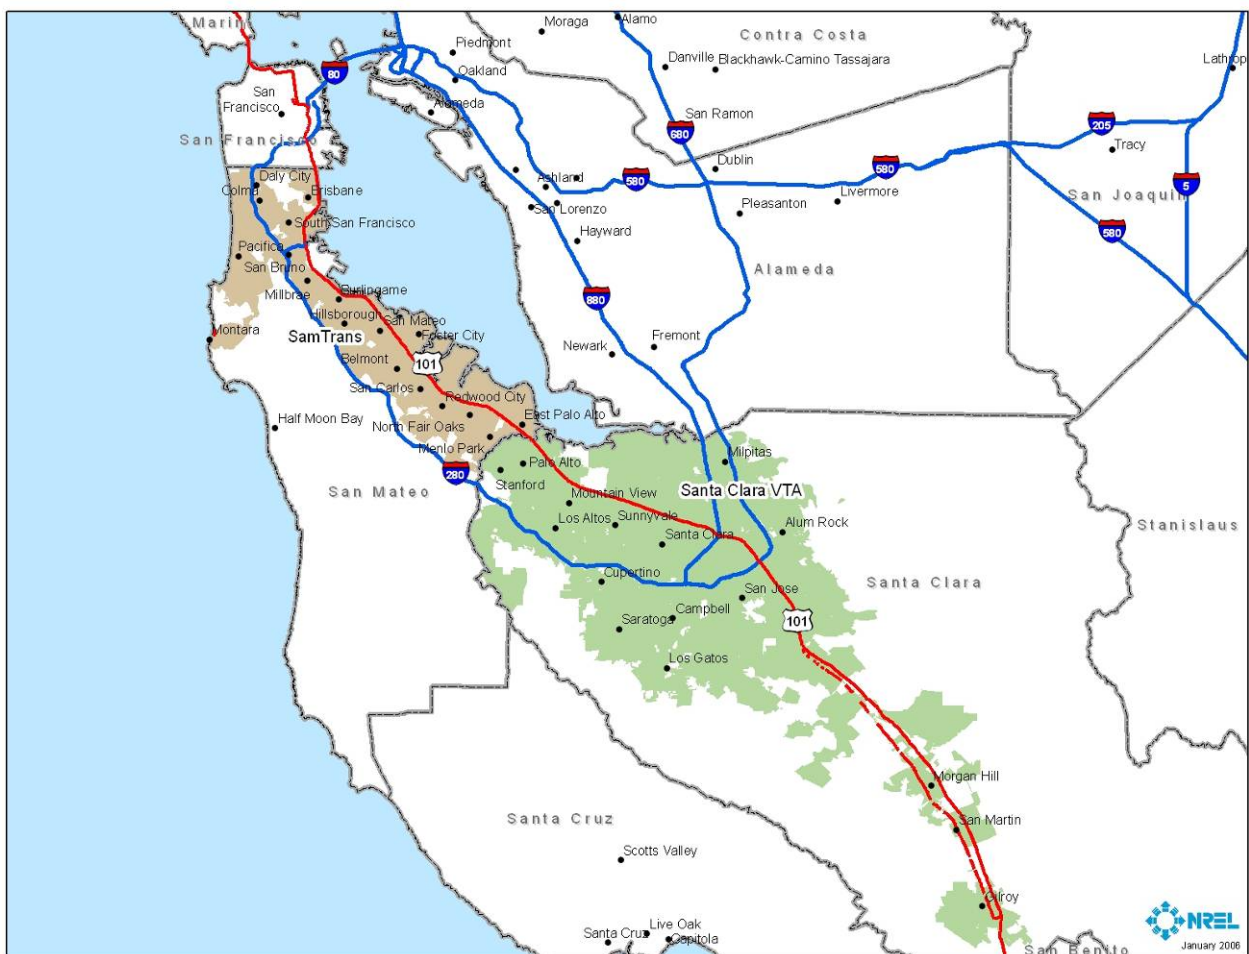 Marin
Moraga
Alamo
Contra Costa
Piedmont
Danville
Blackhawk-Camino Tassajara
Lathrop
80
Oakland
San
Francisco
Alameda
San Ramon
680
205
San Francisco
Tracy
Dublin
580
580
Ashland
Daly City
Colma
Brisbane
Livermore
San Joaquin
5
San Lorenzo
Pleasanton
South San Francisco
Hayward
580
Pacifica
San Bruno
Alameda
Millbrae
Burlingame
880
Hillsborough
San Mateo
Montara
SamTrans
Foster City
Fremont
Newark
Belmont
101
San Carlos
Redwood City
Half Moon Bay
North Fair Oaks
East Palo Alto
Menlo Park
Milpitas
Palo Alto
280
Stanford
San Mateo
Mountain View
Santa Clara VTA
Los Altos
Sunnyvale
Alum Rock
Stanislaus
Santa Clara
Cupertino
Santa Clara
San Jose
Campbell
Saratoga
101
Los Gatos
Morgan Hill
Santa Cruz
San Martin
Scotts Valley
Gilroy
Live Oak
Santa Cruz
Capitola
NREL
San Benito
January 2006